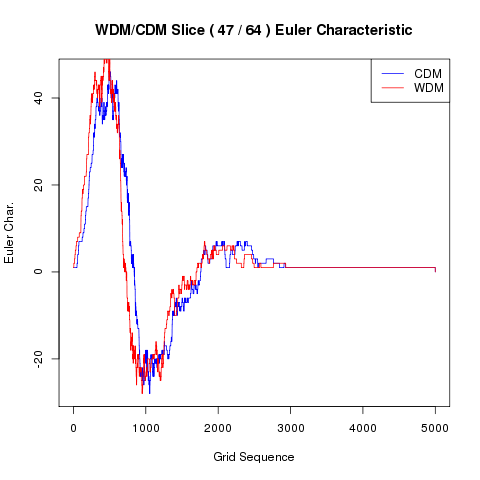 WDM/CDM Slice ( 47 / 64 ) Euler Characteristic
CDM
WDM
Euler Char.
40
20
0
-20
0 1000 2000 3000 4000 5000
Grid Sequence